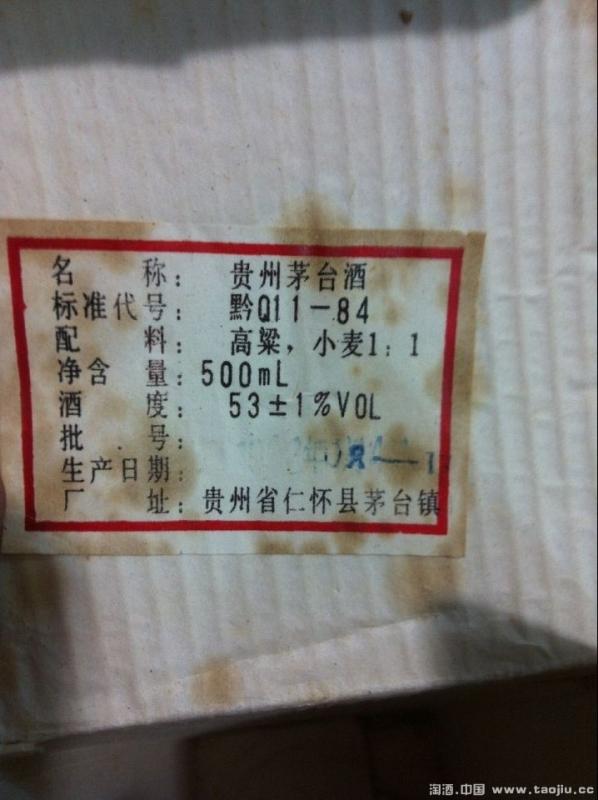 名 称： 贵州茅台酒
标准代号： 黔Q11－84
配 料： 高粱，小麦1：1
净含 量：500mL
酒 度： 53±1%VOL
批 号：
生产日期：
厂 址：贵州省仁怀县茅台镇
淘酒.中国 www.taojiu.cc